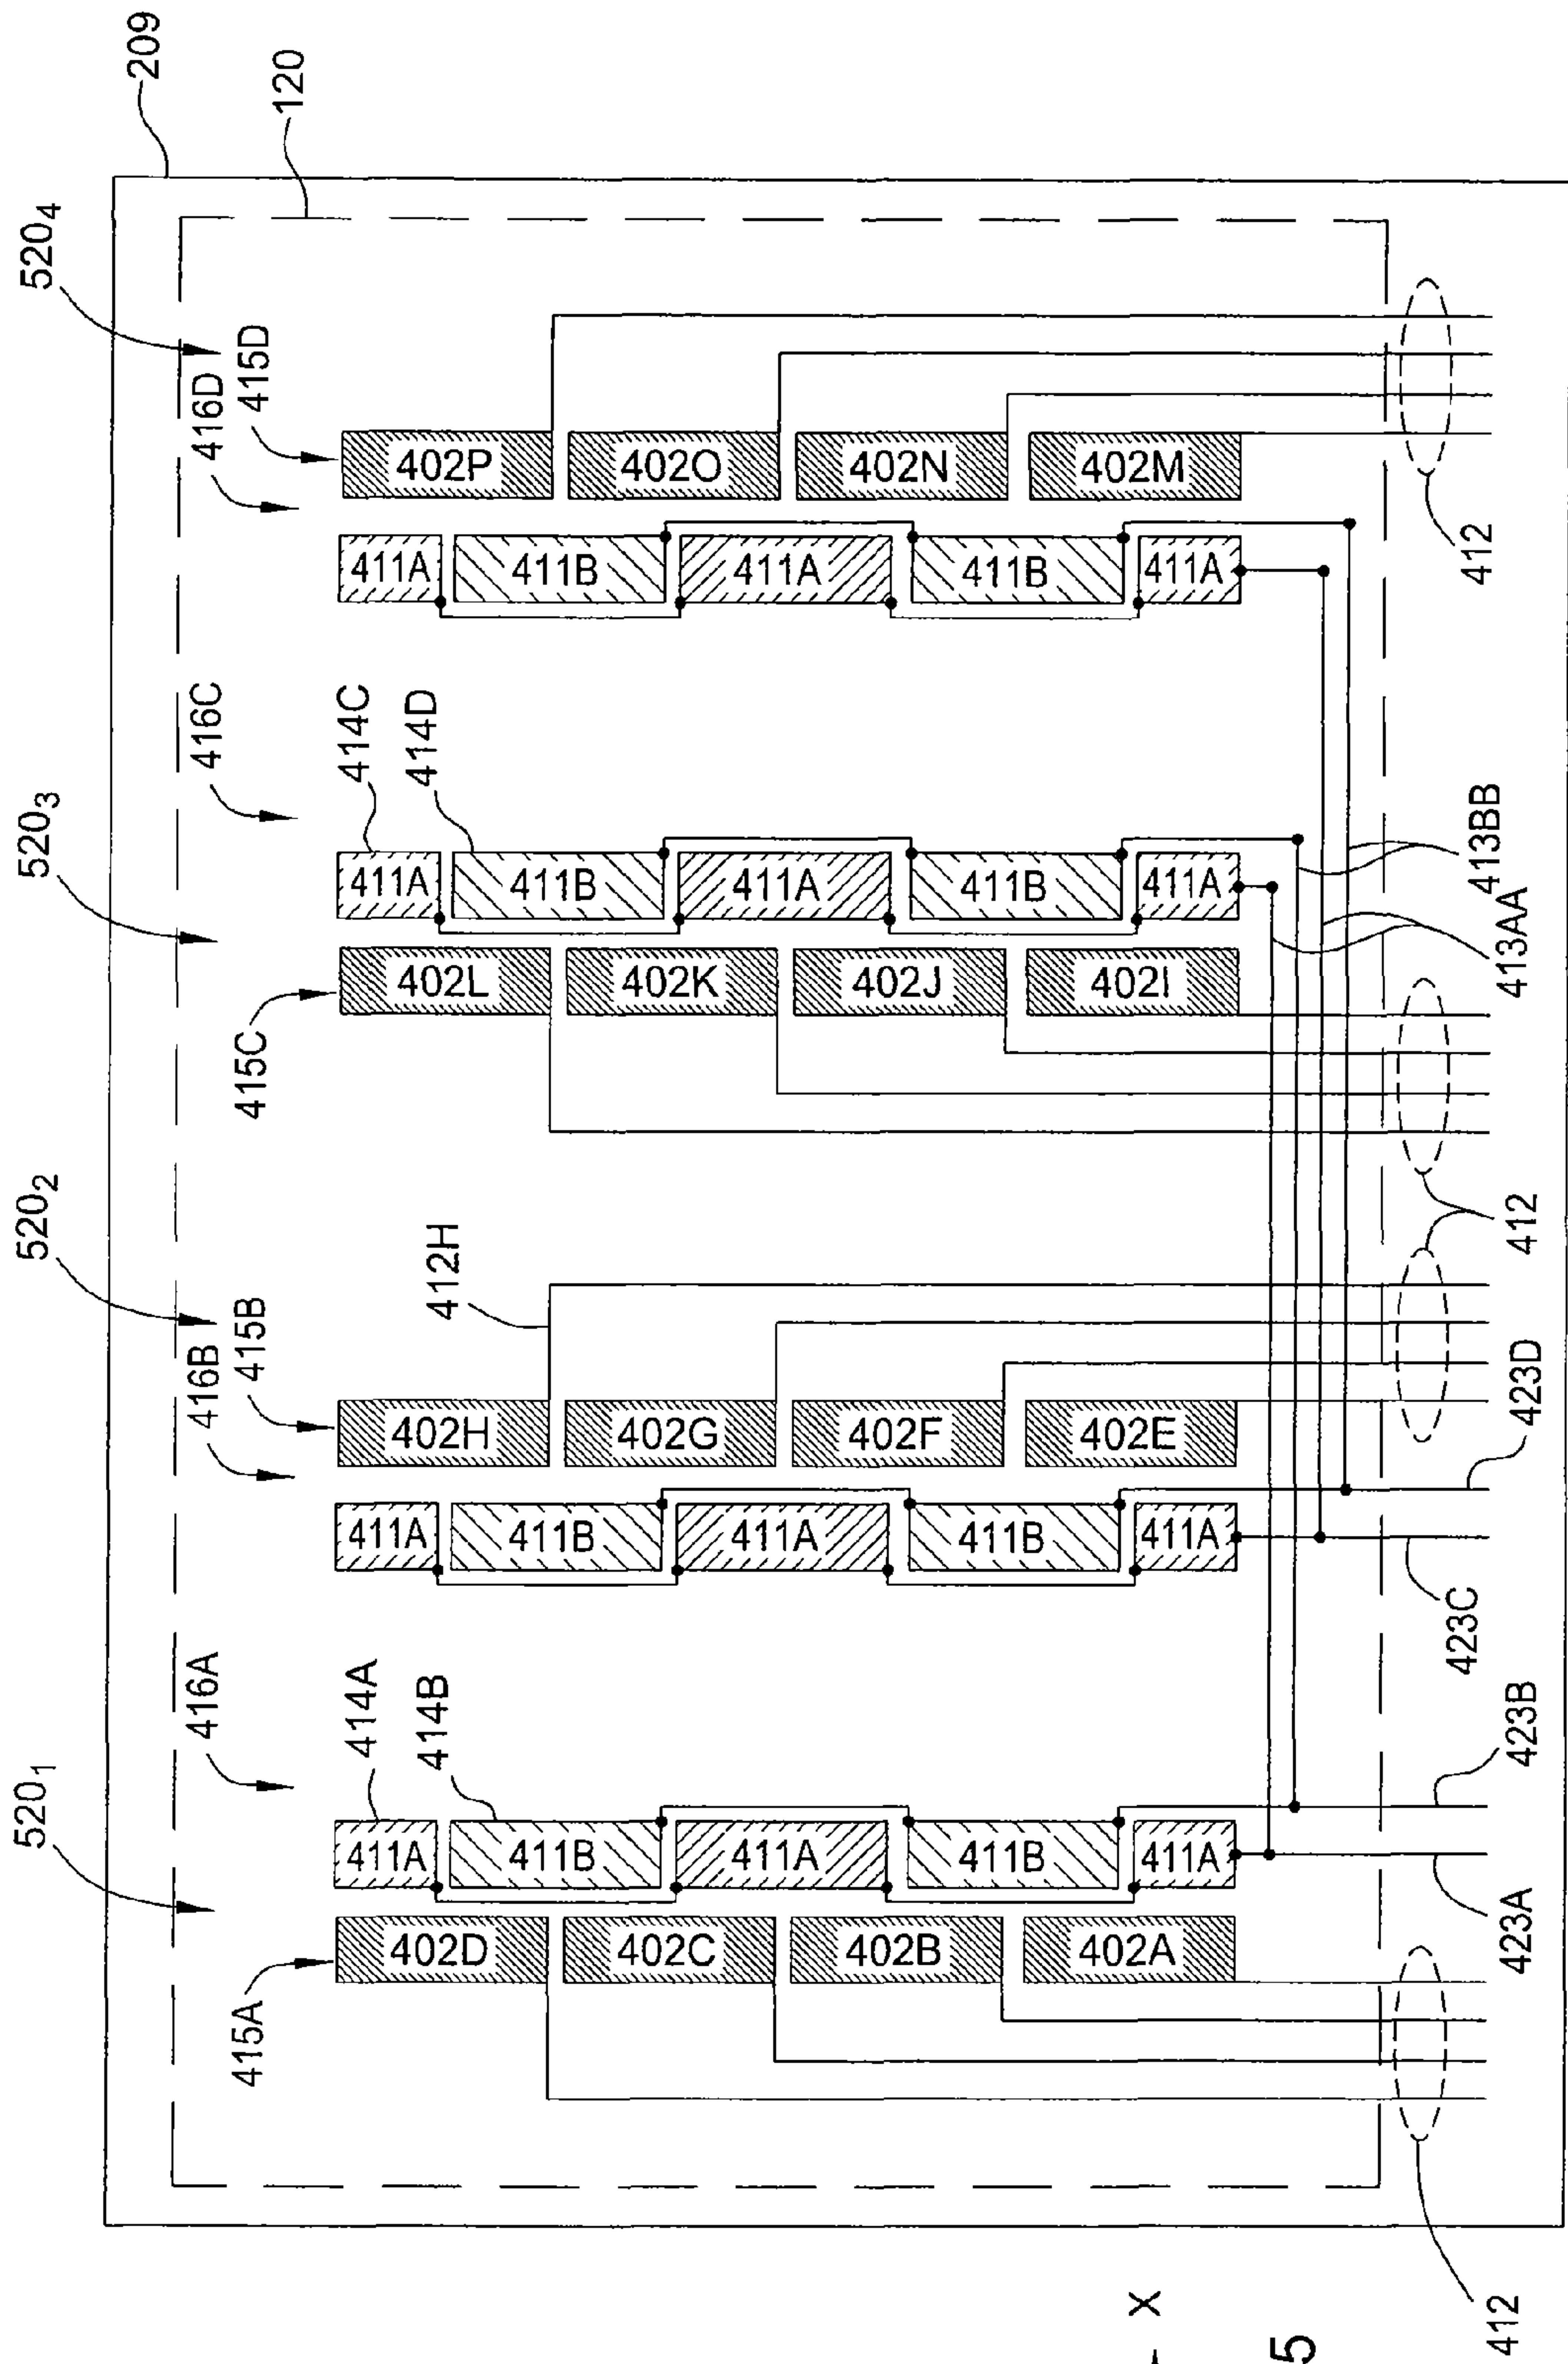 209
120
520₄
415D
416D
402P
402O
402N
402M
411A
411B
411A
411B
411A
412
416C
414C
414D
520₃
411A
411B
411A
411B
411A
413BB
413AA
402L
402K
402J
402I
415C
412
520₂
412H
415B
416B
402H
402G
402F
402E
423D
411A
411B
411A
411B
411A
423C
416A
414A
414B
423B
520₁
411A
411B
411A
411B
411A
423A
402D
402C
402B
402A
415A
412
X
5